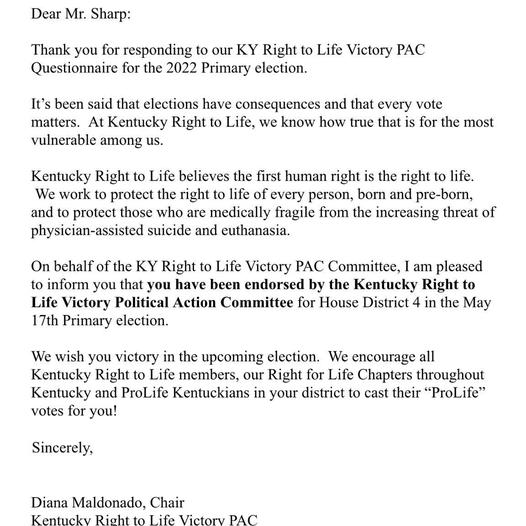 Dear Mr. Sharp:
Thank you for responding to our KY Right to Life Victory PAC
Questionnaire for the 2022 Primary election.
It’s been said that elections have consequences and that every vote
matters.  At Kentucky Right to Life, we know how true that is for the most
vulnerable among us.
Kentucky Right to Life believes the first human right is the right to life.
 We work to protect the right to life of every person, born and pre-born,
and to protect those who are medically fragile from the increasing threat of
physician-assisted suicide and euthanasia.
On behalf of the KY Right to Life Victory PAC Committee, I am pleased
to inform you that you have been endorsed by the Kentucky Right to
Life Victory Political Action Committee for House District 4 in the May
17th Primary election.
We wish you victory in the upcoming election.  We encourage all
Kentucky Right to Life members, our Right for Life Chapters throughout
Kentucky and ProLife Kentuckians in your district to cast their “ProLife”
votes for you!
Sincerely,
Diana Maldonado, Chair
Kentucky Right to Life Victory PAC